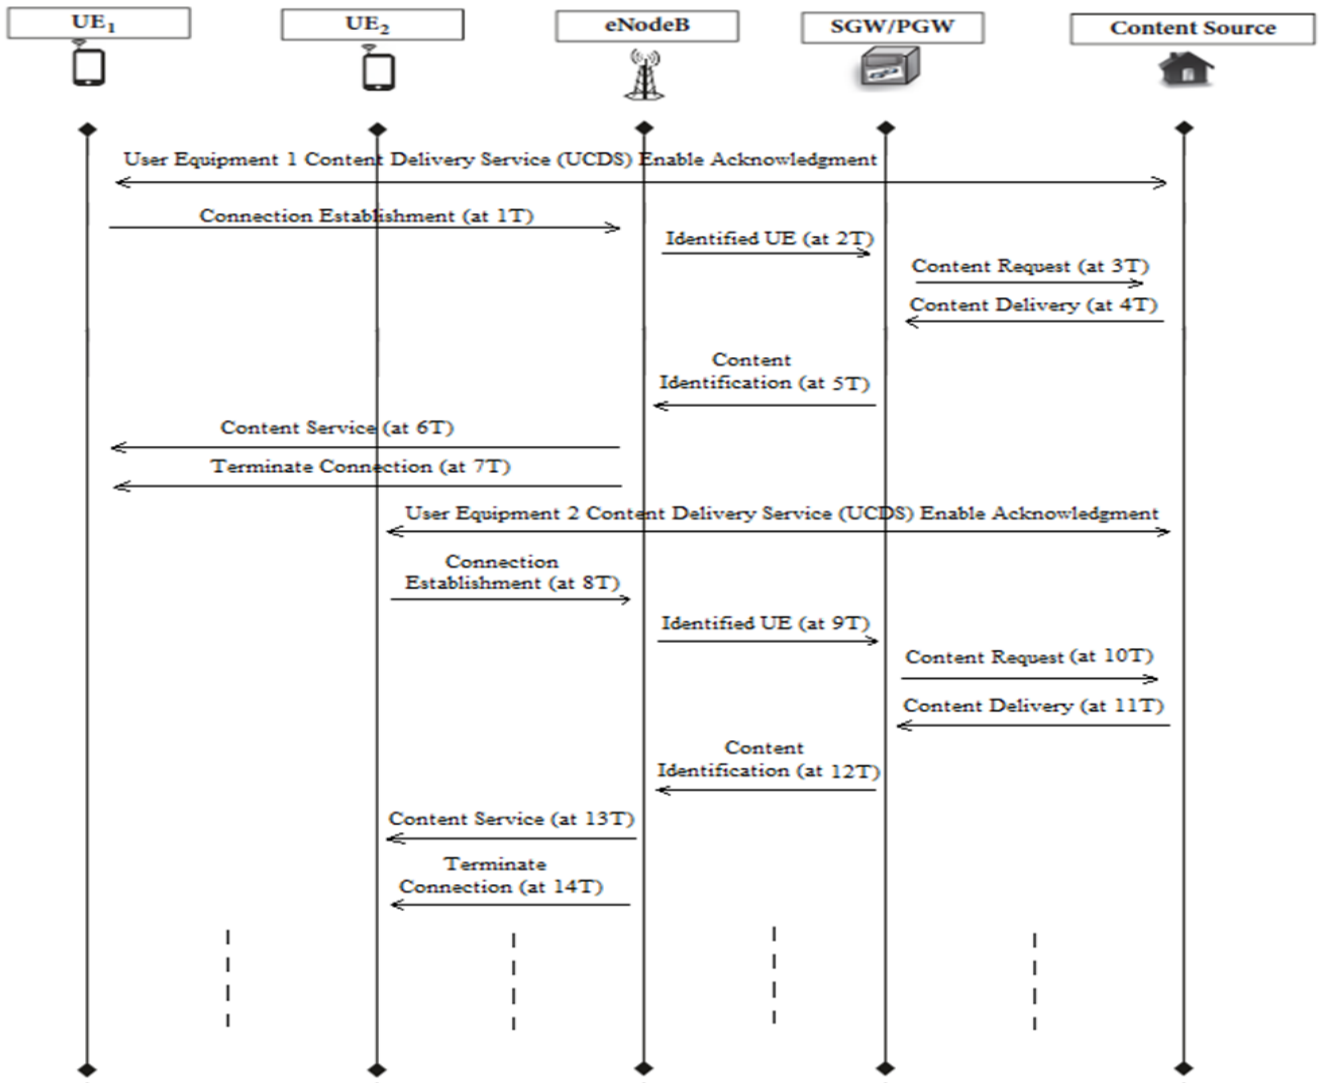 UE1
UE2
eNodeB
SGW/PGW
Content Source
User Equipment 1 Content Delivery Service (UCDS) Enable Acknowledgment
Connection Establishment (at 1T)
Identified UE (at 2T)
Content Request (at 3T)
Content Delivery (at 4T)
Content
Identification (at 5T)
Content Service (at 6T)
Terminate Connection (at 7T)
User Equipment 2 Content Delivery Service (UCDS) Enable Acknowledgment
Connection
Establishment (at 8T)
Identified UE (at 9T)
Content Request (at 10T)
Content Delivery (at 11T)
Content
Identification (at 12T)
Content Service (at 13T)
Terminate
Connection (at 14T)